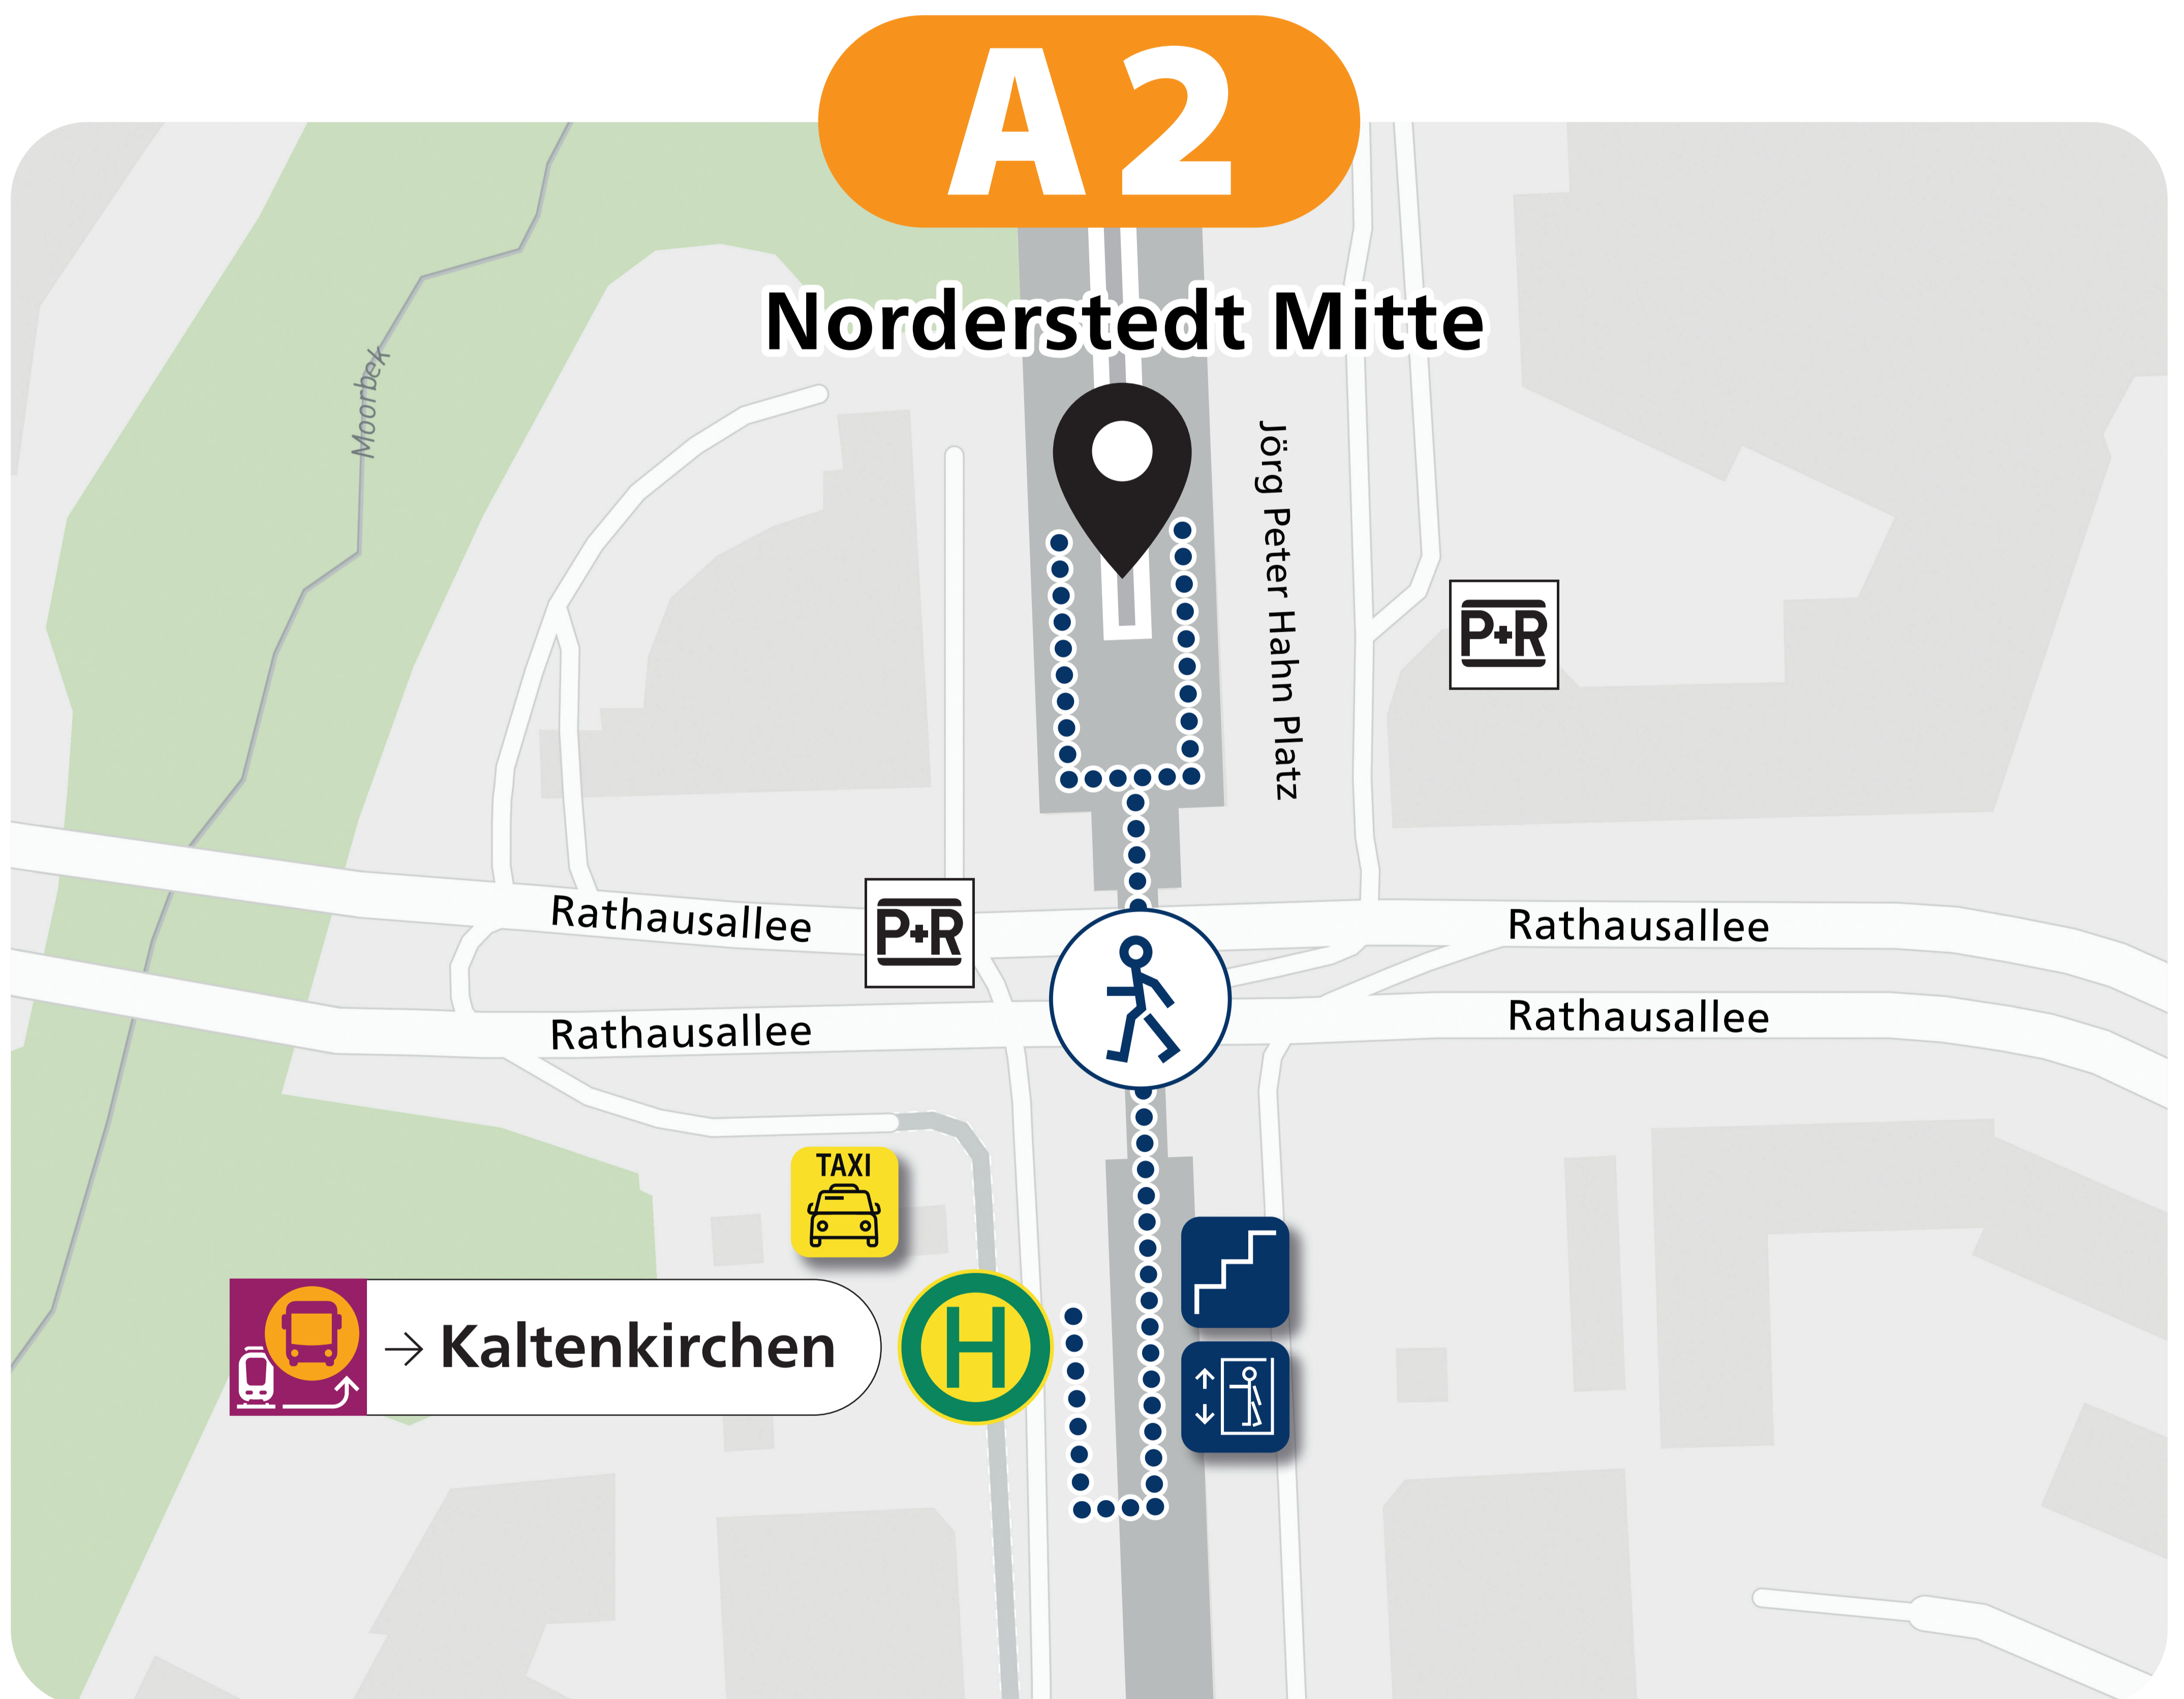 A2
Norderstedt Mitte
Moorbek
Jörg Peter Hahn Platz
P+R
Rathausallee
P+R
Rathausallee
Rathausallee
Rathausallee
TAXI
→ Kaltenkirchen
H